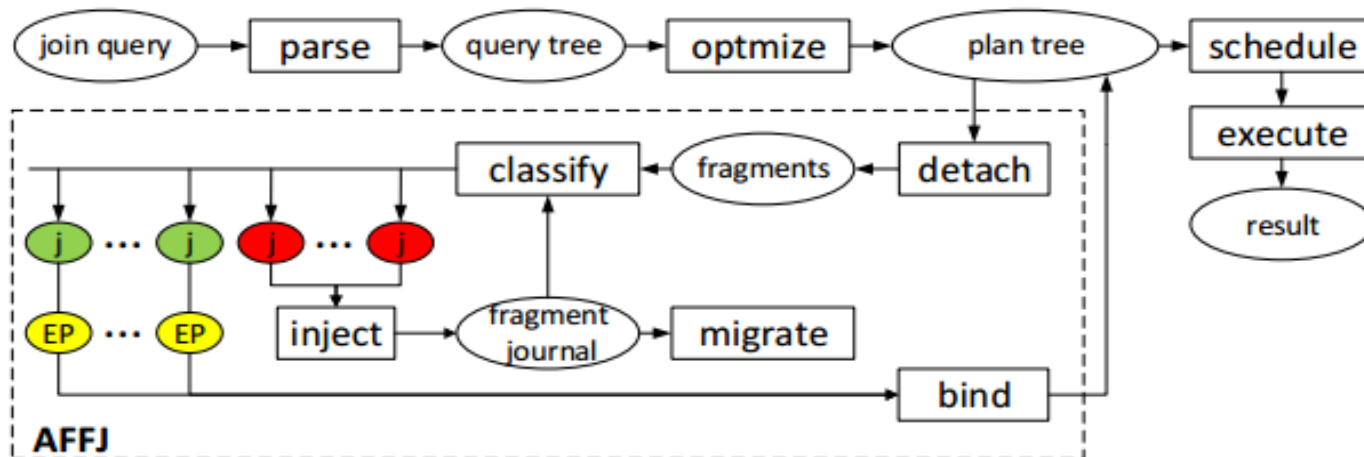 join query
parse
query tree
optmize
plan tree
schedule
execute
classify
fragments
detach
result
j ... j
j ... j
EP ... EP
inject
fragment
journal
migrate
bind
AFFJ